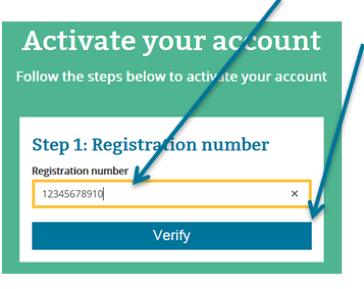 Activate your account
Follow the steps below to activate your account
Step 1: Registration number
Registration number
12345678910 ×
Verify